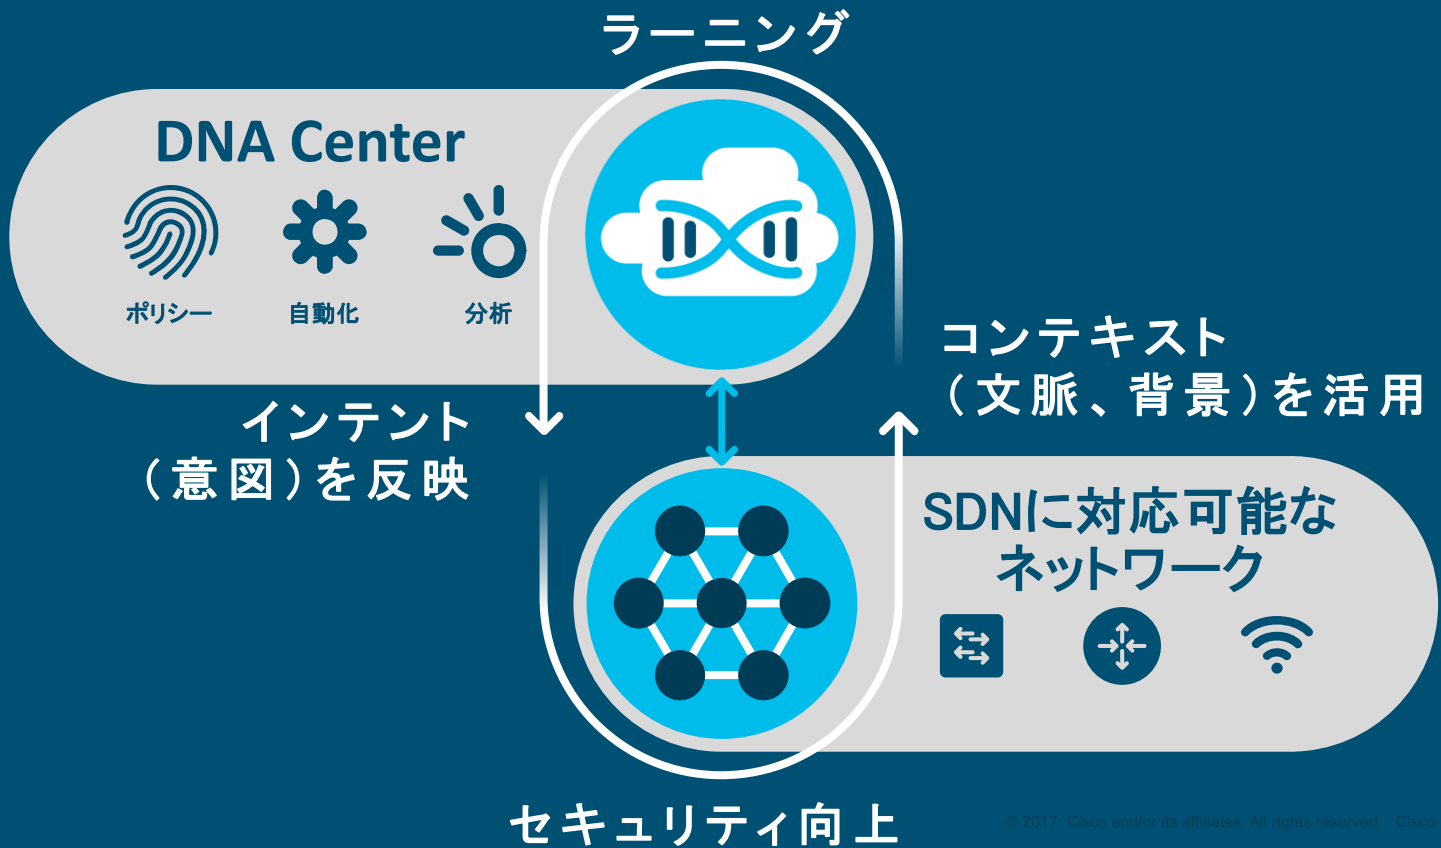 ラーニング
DNA Center
ポリシー
自動化
分析
インテント
（意図）を反映
コンテキスト
（文脈、背景）を活用
SDNに対応可能な
ネットワーク
セキュリティ向上
© 2017 Cisco and/or its affiliates. All rights reserved. Cisco